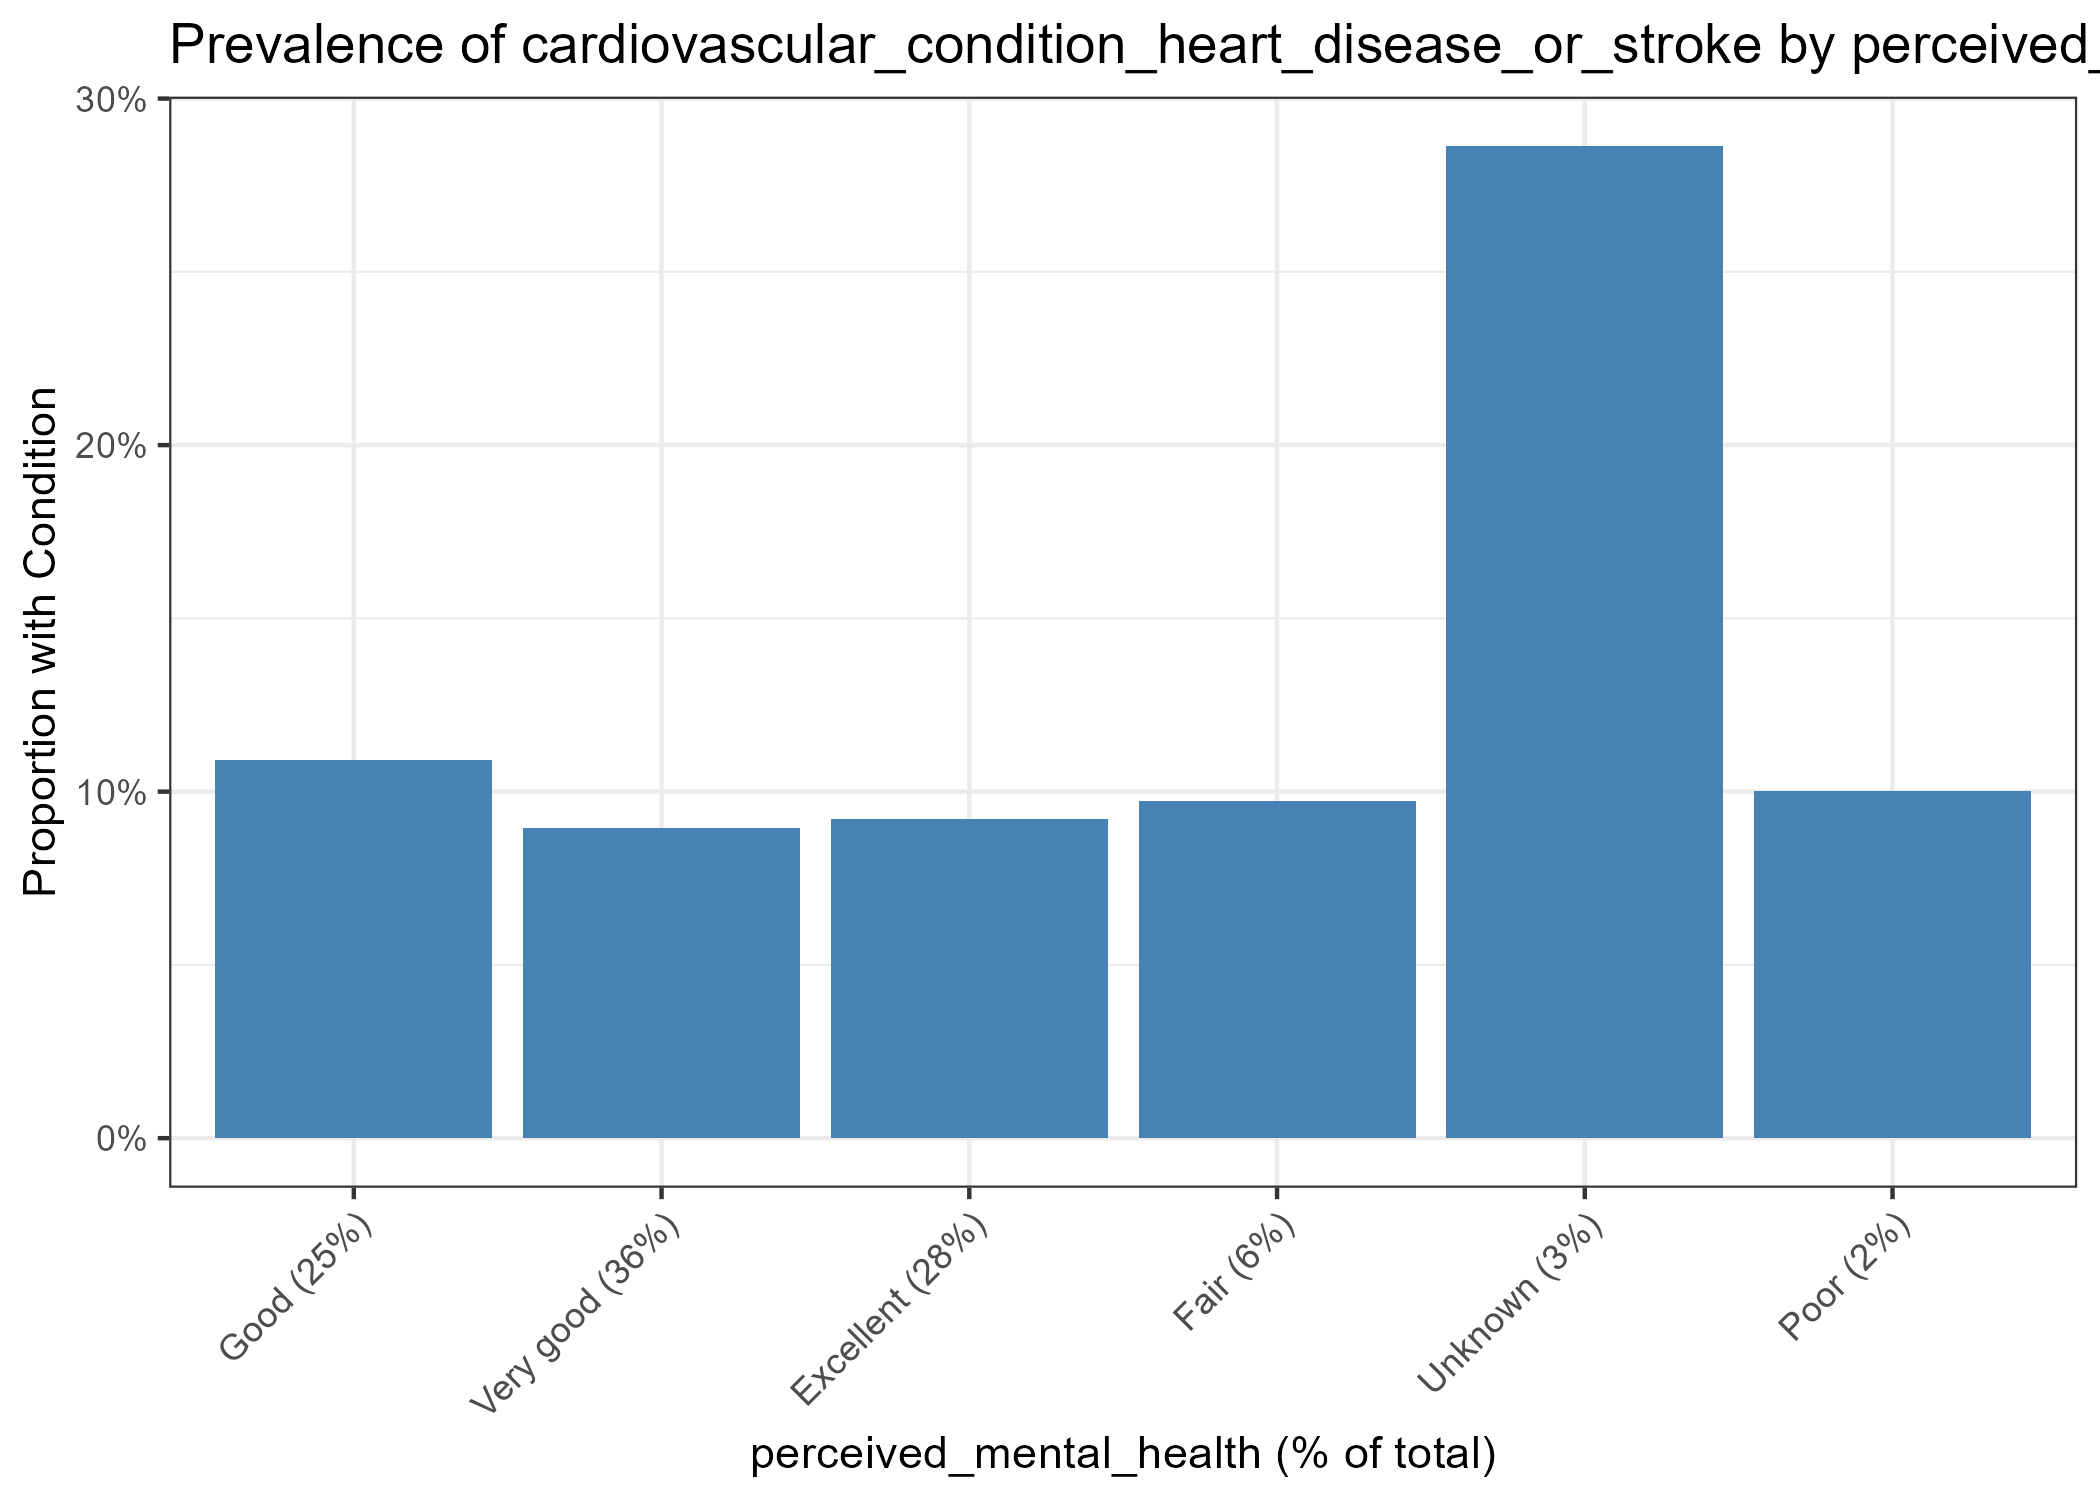 Prevalence of cardiovascular_condition_heart_disease_or_stroke by perceived_
30%
20%
10%
0%
Proportion with Condition
Good (25%)
Very good (36%)
Excellent (28%)
Fair (6%)
Unknown (3%)
Poor (2%)
perceived_mental_health (% of total)